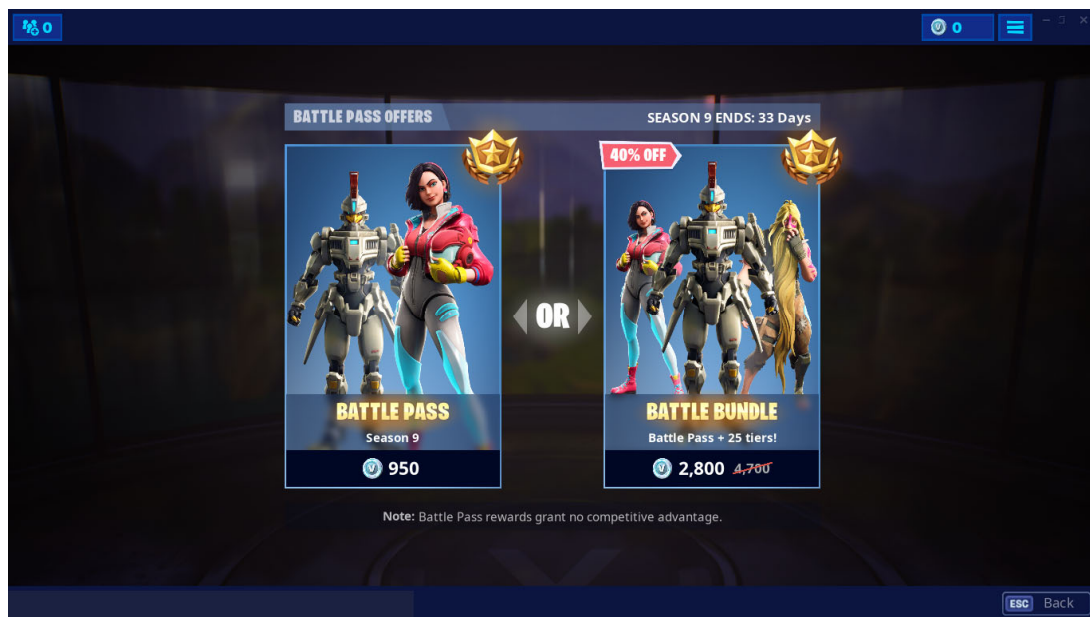 0
0
BATTLE PASS OFFERS
SEASON 9 ENDS: 33 Days
40% OFF
OR
BATTLE PASS
Season 9
V 950
BATTLE BUNDLE
Battle Pass + 25 tiers!
V 2,800 4,700
Note: Battle Pass rewards grant no competitive advantage.
ESC Back